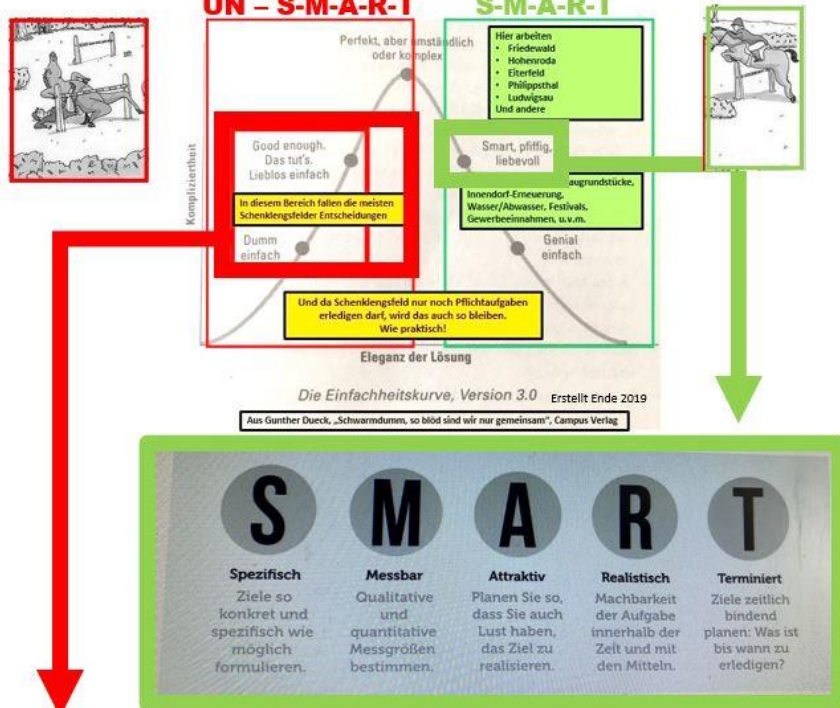 UN – S-M-A-R-T
S-M-A-R-T
Perfekt, aber umständlich
oder komplex
Hier arbeiten
• Friedewald
• Hohenroda
• Eiterfeld
• Philippsthal
• Ludwigsau
Und andere
Kompliziertheit
Good enough.
Das tut's.
Lieblos einfach
Smart, pfiffig,
liebevoll
In diesem Bereich fallen die meisten
Schenklengsfelder Entscheidungen
augrundstücke,
Innendorf-Erneuerung,
Wasser/Abwasser, Festivals,
Gewerbeeinnahmen, u.v.m.
Dumm
einfach
Genial
einfach
Und da Schenklengsfeld nur noch Pflichtaufgaben
erledigen darf, wird das auch so bleiben.
Wie praktisch!
Eleganz der Lösung
Die Einfachheitskurve, Version 3.0
Erstellt Ende 2019
Aus Gunther Dueck, „Schwarmdumm, so blöd sind wir nur gemeinsam", Campus Verlag
S
Spezifisch
Ziele so
konkret und
spezifisch wie
möglich
formulieren.
M
Messbar
Qualitative
und
quantitative
Messgrößen
bestimmen.
A
Attraktiv
Planen Sie so,
dass Sie auch
Lust haben,
das Ziel zu
realisieren.
R
Realistisch
Machbarkeit
der Aufgabe
innerhalb der
Zeit und mit
den Mitteln.
T
Terminiert
Ziele zeitlich
bindend
planen: Was ist
bis wann zu
erledigen?